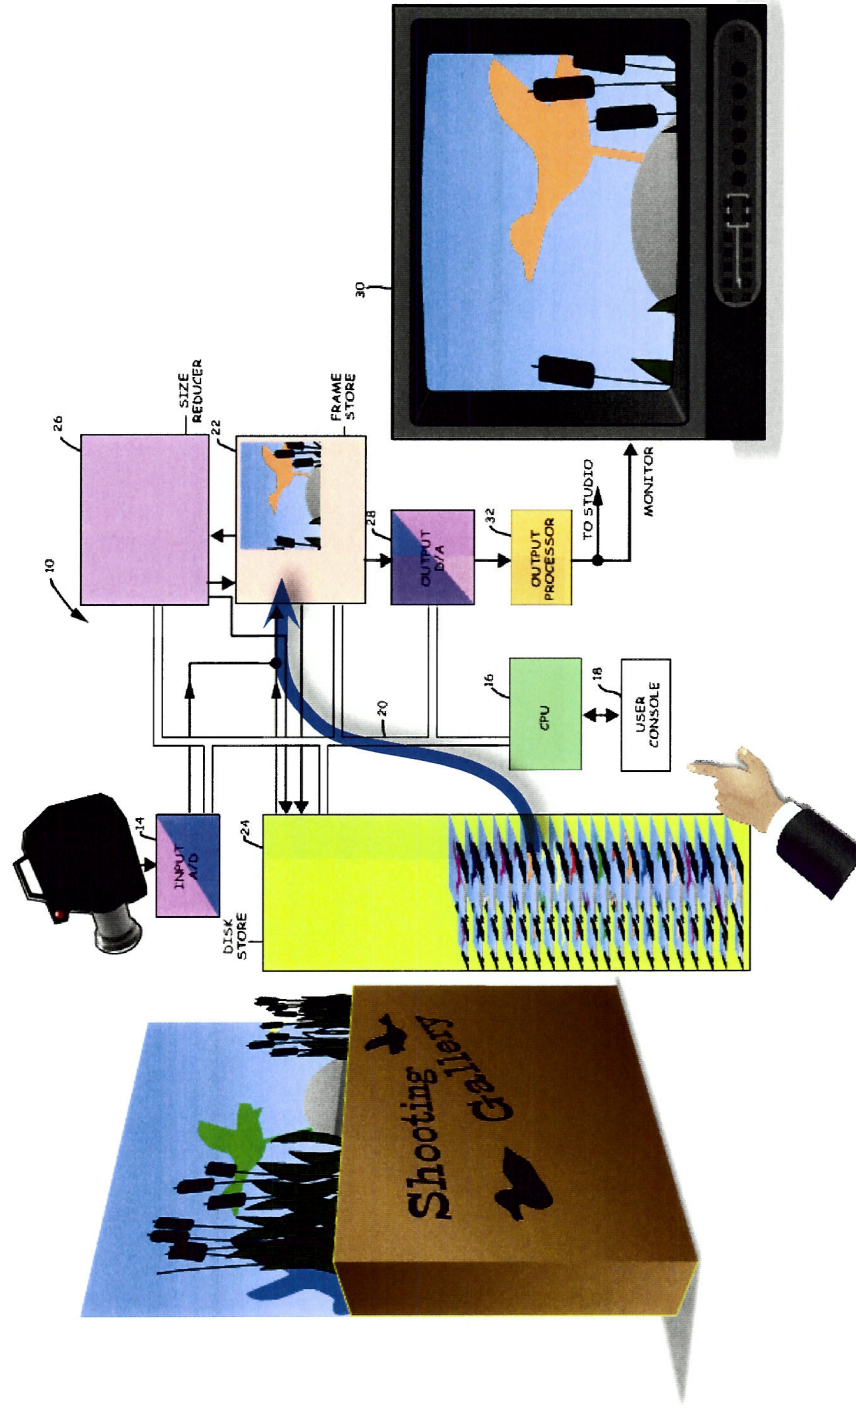 10
26
14
INPUT
A/D
SIZE
REDUCER
22
DISK
STORE
24
FRAME
STORE
30
28
20
OUTPUT
D/A
Shooting
Gallery
16
32
CPU
OUTPUT
PROCESSOR
TO STUDIO
18
USER
CONSOLE
MONITOR